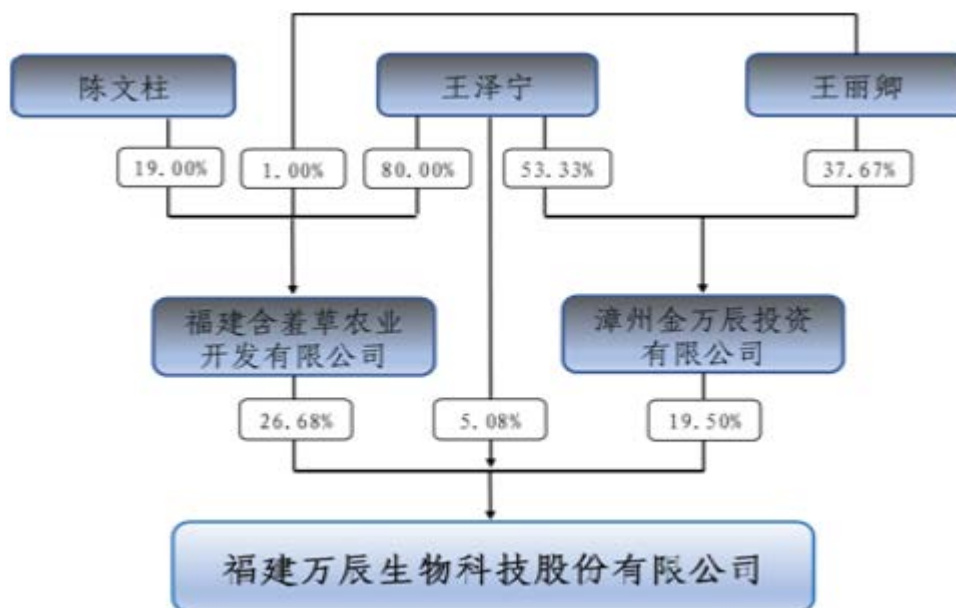 陈文柱
王泽宁
王丽卿
19.00%
1.00%
80.00%
53.33%
37.67%
福建含羞草农业
开发有限公司
漳州金万辰投资
有限公司
26.68%
5.08%
19.50%
福建万辰生物科技股份有限公司